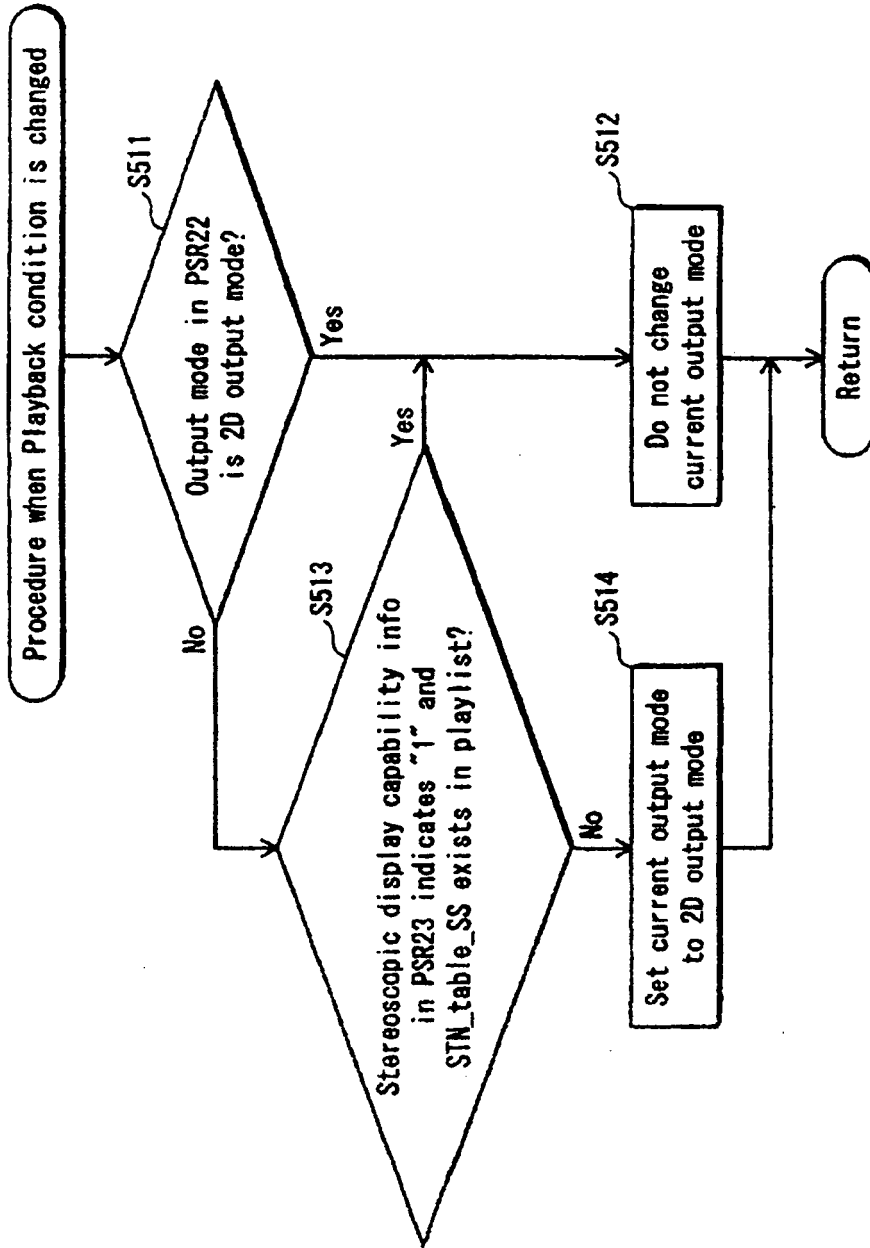 Procedure when Playback condition is changed
S511
Output mode in PSR22
is 2D output mode?
No
Yes
S513
Stereoscopic display capability info
in PSR23 indicates "1" and
STN_table_SS exists in playlist?
Yes
No
S514
Set current output mode
to 2D output mode
S512
Do not change
current output mode
Return